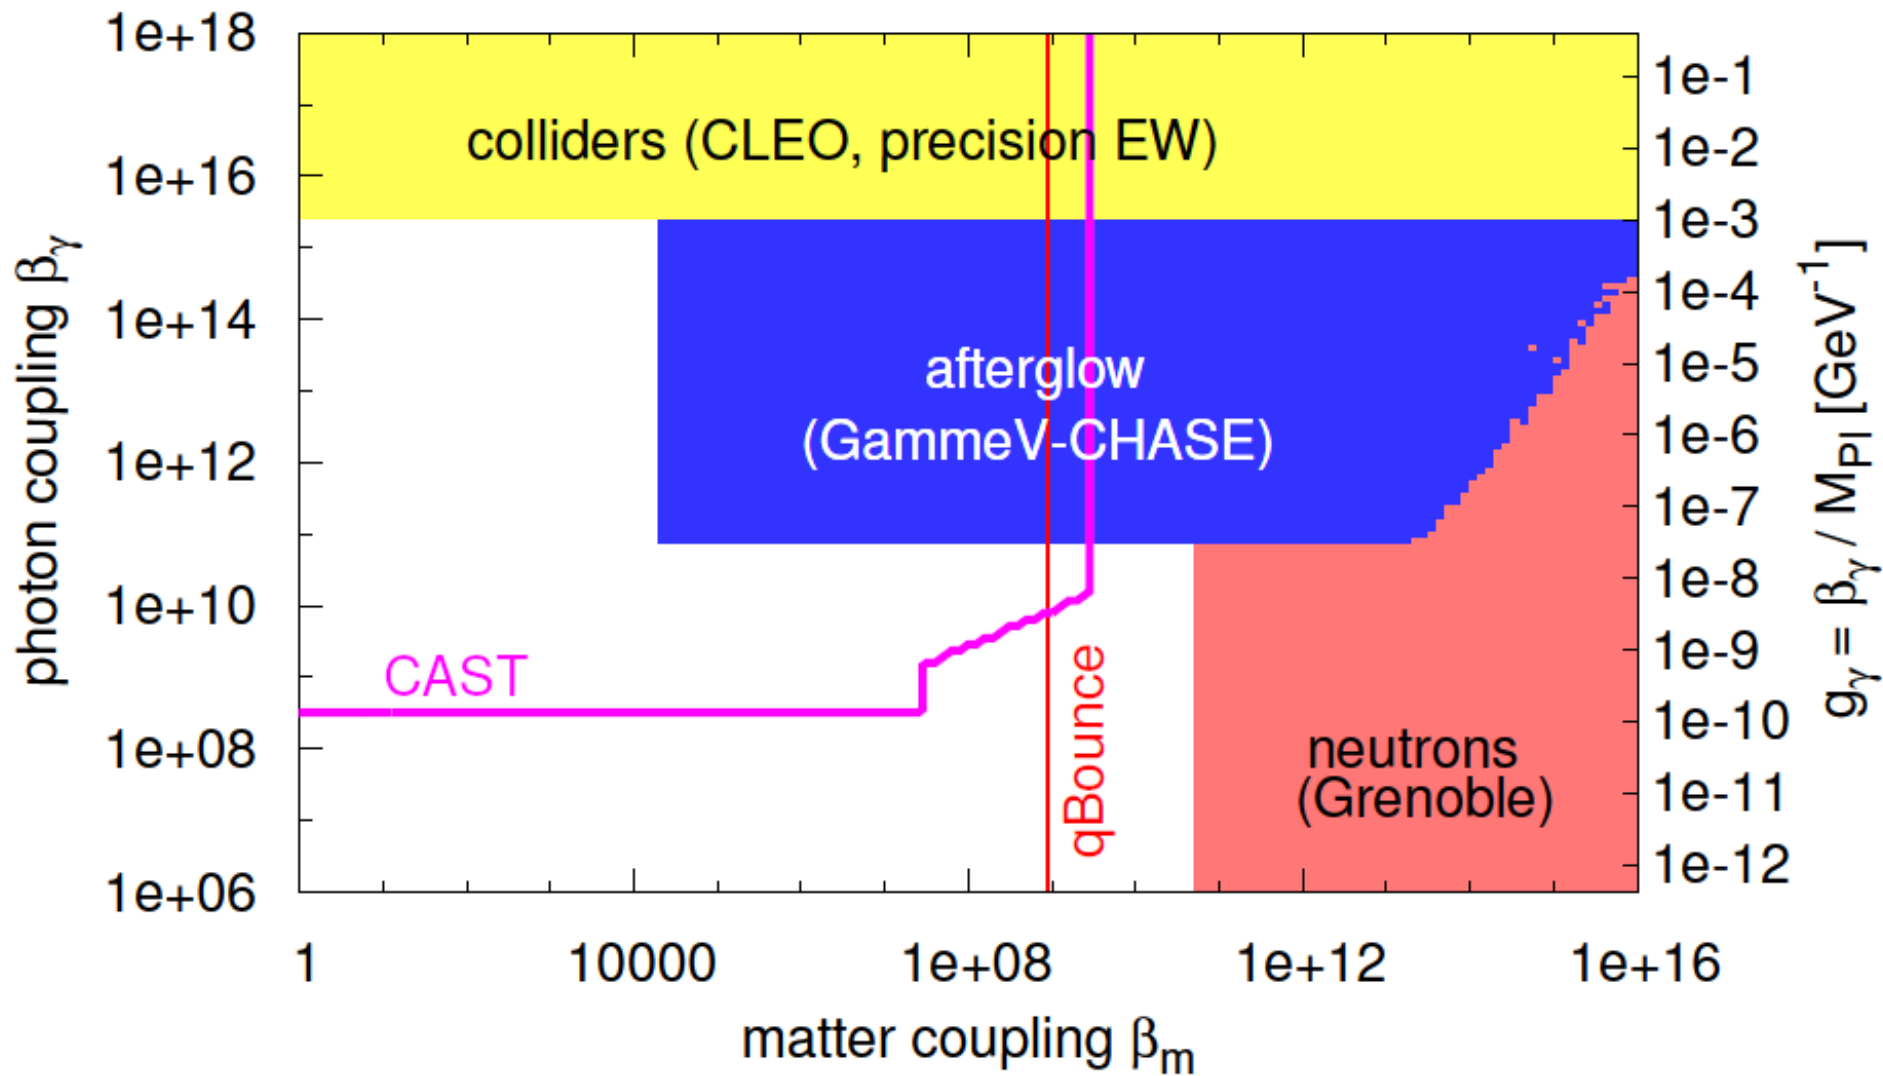 1e+18
1e+16
1e+14
1e+12
1e+10
1e+08
1e+06
photon coupling βγ
colliders (CLEO, precision EW)
afterglow
(GammeV-CHASE)
CAST
qBounce
neutrons
(Grenoble)
1e-1
1e-2
1e-3
1e-4
1e-5
1e-6
1e-7
1e-8
1e-9
1e-10
1e-11
1e-12
gγ = βγ / MPl [GeV-1]
1 10000 1e+08 1e+12 1e+16
matter coupling βm